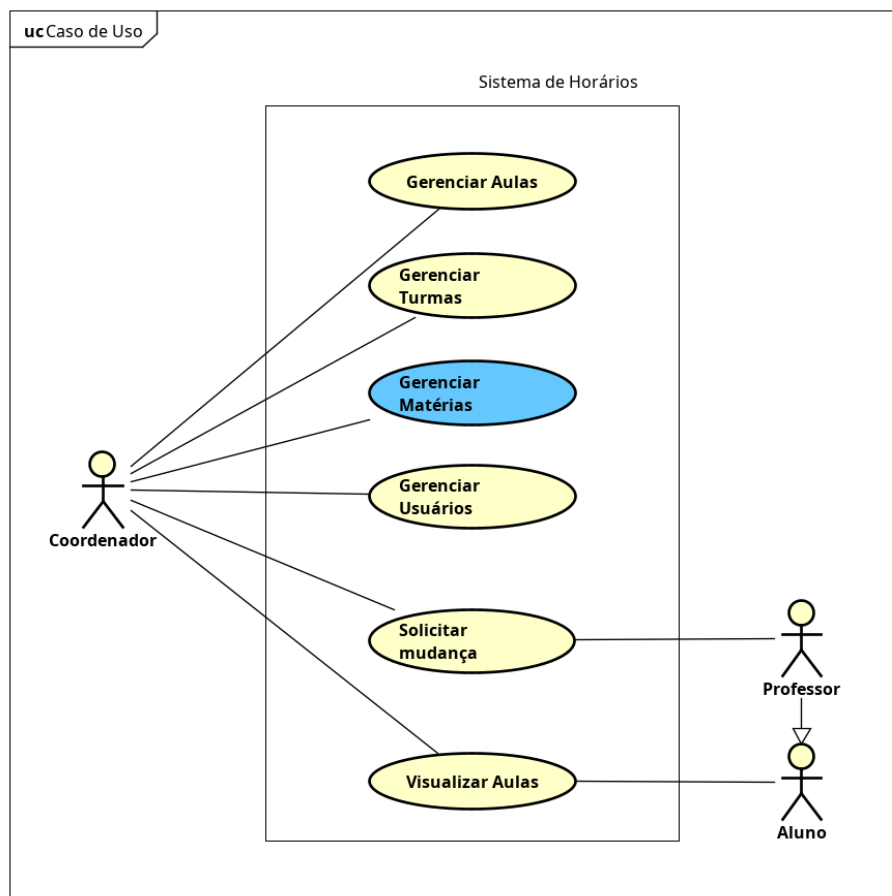 uc Caso de Uso
Sistema de Horários
Gerenciar Aulas
Gerenciar
Turmas
Gerenciar
Matérias
Gerenciar
Usuários
Coordenador
Solicitar
mudança
Professor
Visualizar Aulas
Aluno